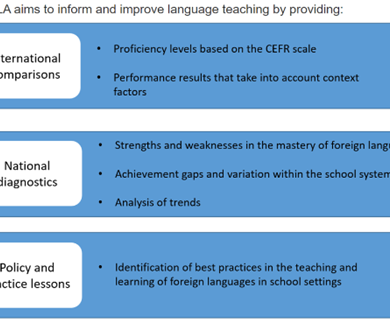 LA aims to inform and improve language teaching by providing:
ternational
omparisons
• Proficiency levels based on the CEFR scale
• Performance results that take into account context
factors
National
diagnostics
• Strengths and weaknesses in the mastery of foreign langu
• Achievement gaps and variation within the school system
• Analysis of trends
Policy and
actice lessons
• Identification of best practices in the teaching and
learning of foreign languages in school settings